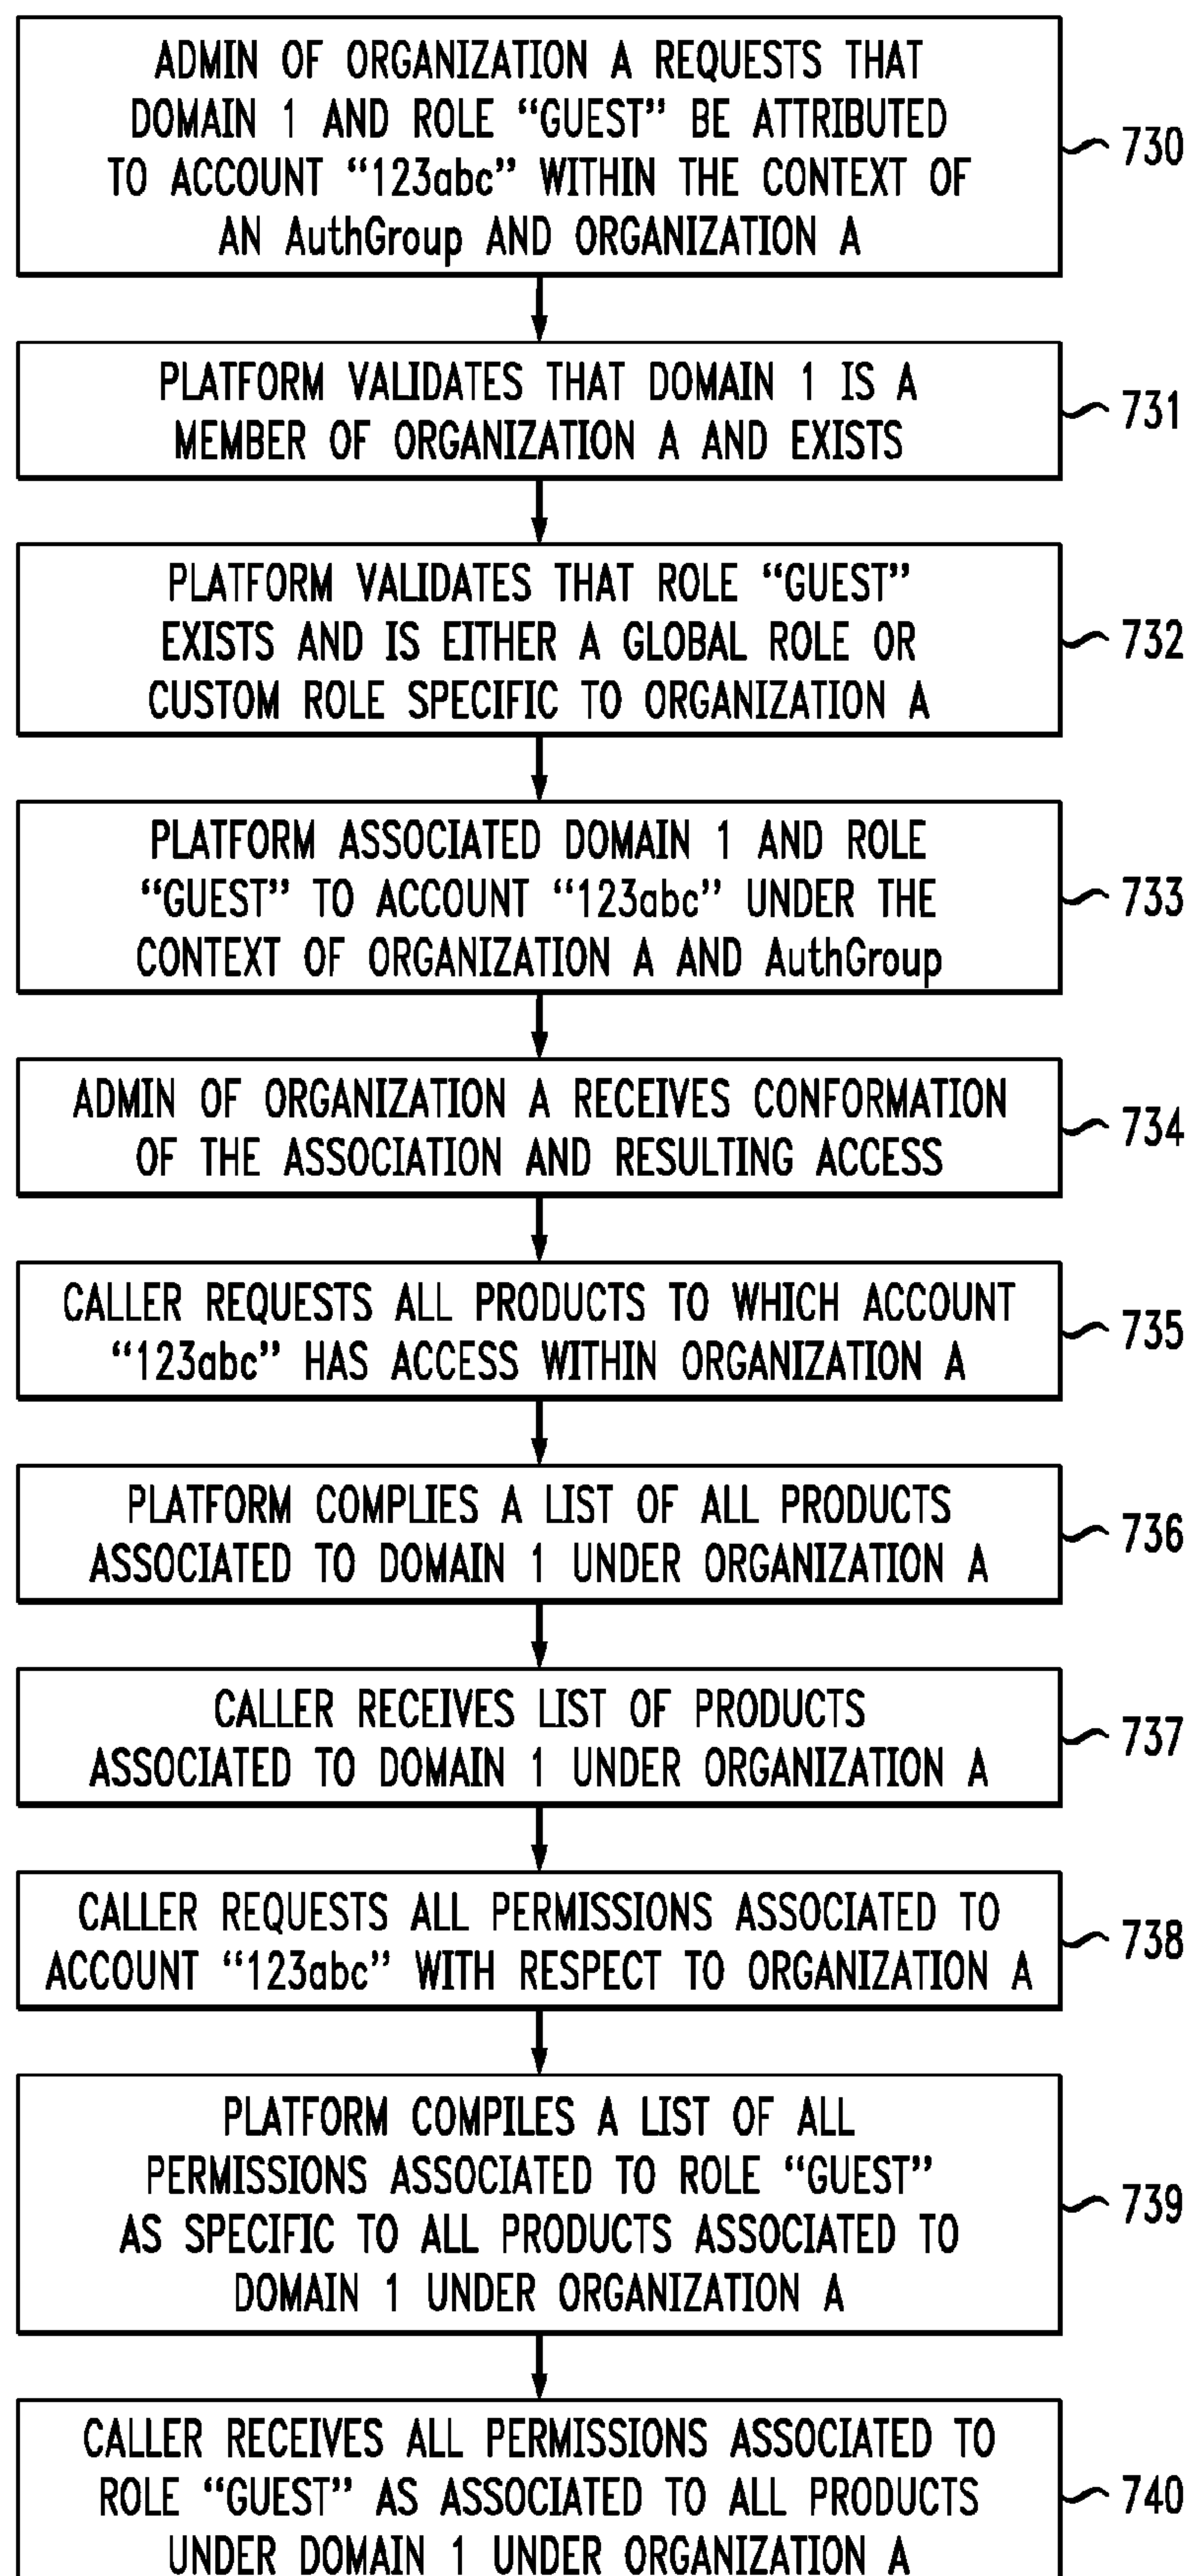 ADMIN OF ORGANIZATION A REQUESTS THAT
DOMAIN 1 AND ROLE “GUEST” BE ATTRIBUTED
TO ACCOUNT “123abc” WITHIN THE CONTEXT OF
AN AuthGroup AND ORGANIZATION A
730
PLATFORM VALIDATES THAT DOMAIN 1 IS A
MEMBER OF ORGANIZATION A AND EXISTS
731
PLATFORM VALIDATES THAT ROLE “GUEST”
EXISTS AND IS EITHER A GLOBAL ROLE OR
CUSTOM ROLE SPECIFIC TO ORGANIZATION A
732
PLATFORM ASSOCIATED DOMAIN 1 AND ROLE
“GUEST” TO ACCOUNT “123abc” UNDER THE
CONTEXT OF ORGANIZATION A AND AuthGroup
733
ADMIN OF ORGANIZATION A RECEIVES CONFORMATION
OF THE ASSOCIATION AND RESULTING ACCESS
734
CALLER REQUESTS ALL PRODUCTS TO WHICH ACCOUNT
“123abc” HAS ACCESS WITHIN ORGANIZATION A
735
PLATFORM COMPLIES A LIST OF ALL PRODUCTS
ASSOCIATED TO DOMAIN 1 UNDER ORGANIZATION A
736
CALLER RECEIVES LIST OF PRODUCTS
ASSOCIATED TO DOMAIN 1 UNDER ORGANIZATION A
737
CALLER REQUESTS ALL PERMISSIONS ASSOCIATED TO
ACCOUNT “123abc” WITH RESPECT TO ORGANIZATION A
738
PLATFORM COMPILES A LIST OF ALL
PERMISSIONS ASSOCIATED TO ROLE “GUEST”
AS SPECIFIC TO ALL PRODUCTS ASSOCIATED TO
DOMAIN 1 UNDER ORGANIZATION A
739
CALLER RECEIVES ALL PERMISSIONS ASSOCIATED TO
ROLE “GUEST” AS ASSOCIATED TO ALL PRODUCTS
UNDER DOMAIN 1 UNDER ORGANIZATION A
740